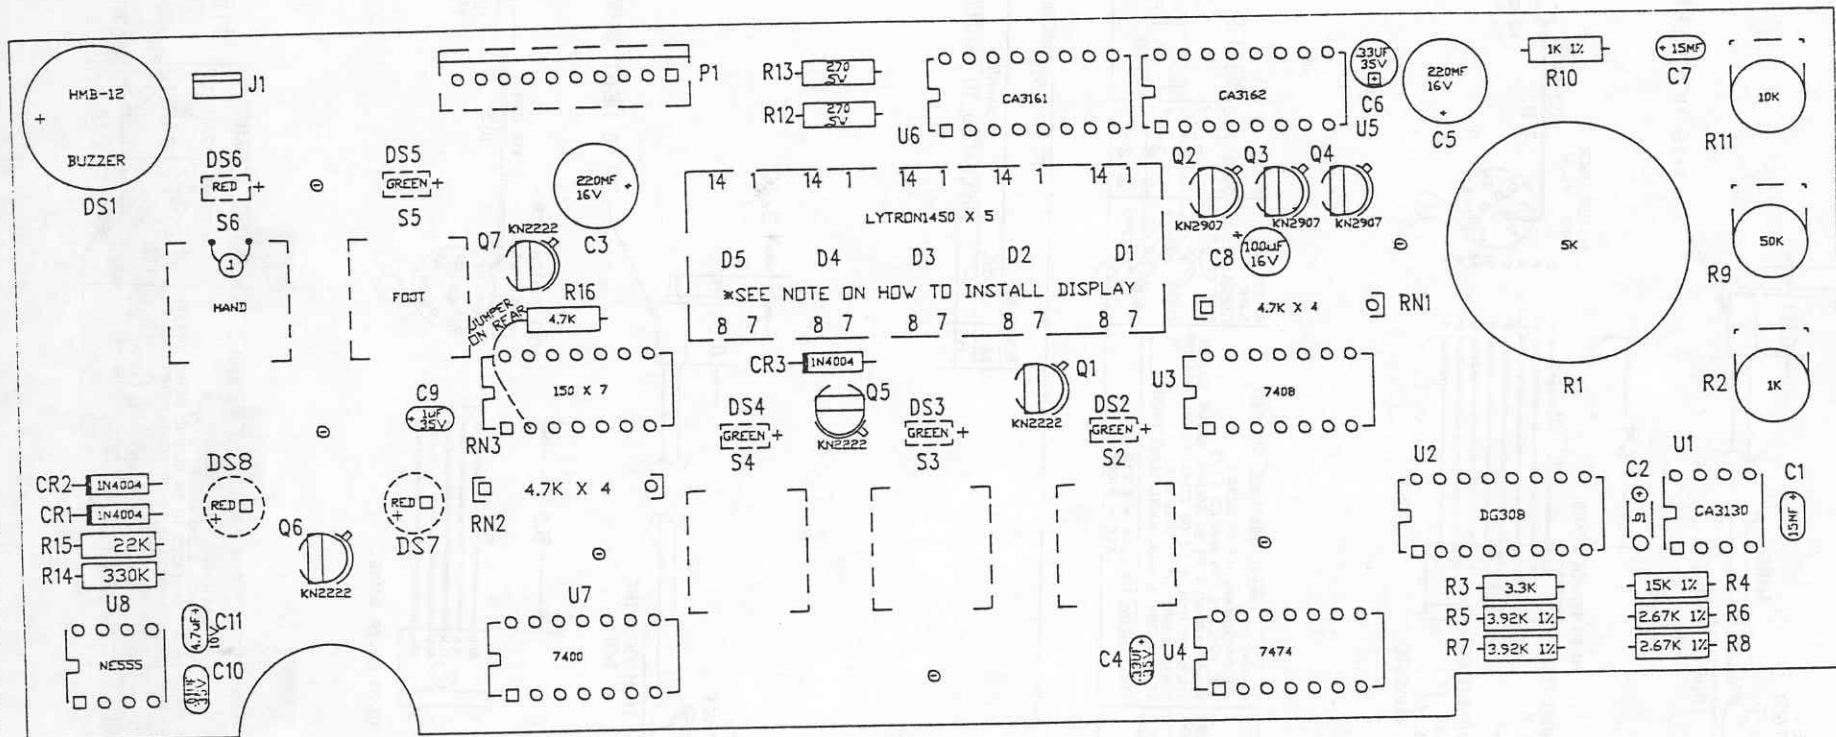 HMB-12
+
BUZZER
DS1
J1
P1
R13
270
.5V
R12
270
.5V
CA3161
U6
CA3162
U5
33UF
35V
+
C6
220MF
16V
+
C5
1K 1%
R10
+ 15MF
C7
10K
R11
DS6
RED +
S6
DS5
GREEN +
S5
220MF
16V
+
C3
14 1 14 1 14 1 14 1 14 1
LYTRON1450 X 5
D5 D4 D3 D2 D1
*SEE NOTE ON HOW TO INSTALL DISPLAY
8 7 8 7 8 7 8 7 8 7
Q2
KN2907
Q3
KN2907
Q4
KN2907
+
100uF
16V
C8
5K
R1
50K
R9
1
HAND
FOOT
KN2222
Q7
JUMPER
ON REAR
R16
4.7K
4.7K X 4
RN1
150 X 7
RN3
CR3
1N4004
Q5
KN2222
Q1
KN2222
U3
7408
1K
R2
C9
+ 1uF
35V
DS4
GREEN +
S4
DS3
GREEN +
S3
DS2
GREEN +
S2
CR2
1N4004
CR1
1N4004
R15
22K
R14
330K
DS8
RED
+
DS7
RED
+
Q6
KN2222
4.7K X 4
RN2
U2
DG308
C2
+
U1
CA3130
C1
15MF +
U8
NE555
C11
4.7uF +
10V
C10
35V
U7
7400
C4
+
33UF
35V
U4
7474
R3 3.3K
15K 1% R4
R5 3.92K 1%
2.67K 1% R6
R7 3.92K 1%
2.67K 1% R8